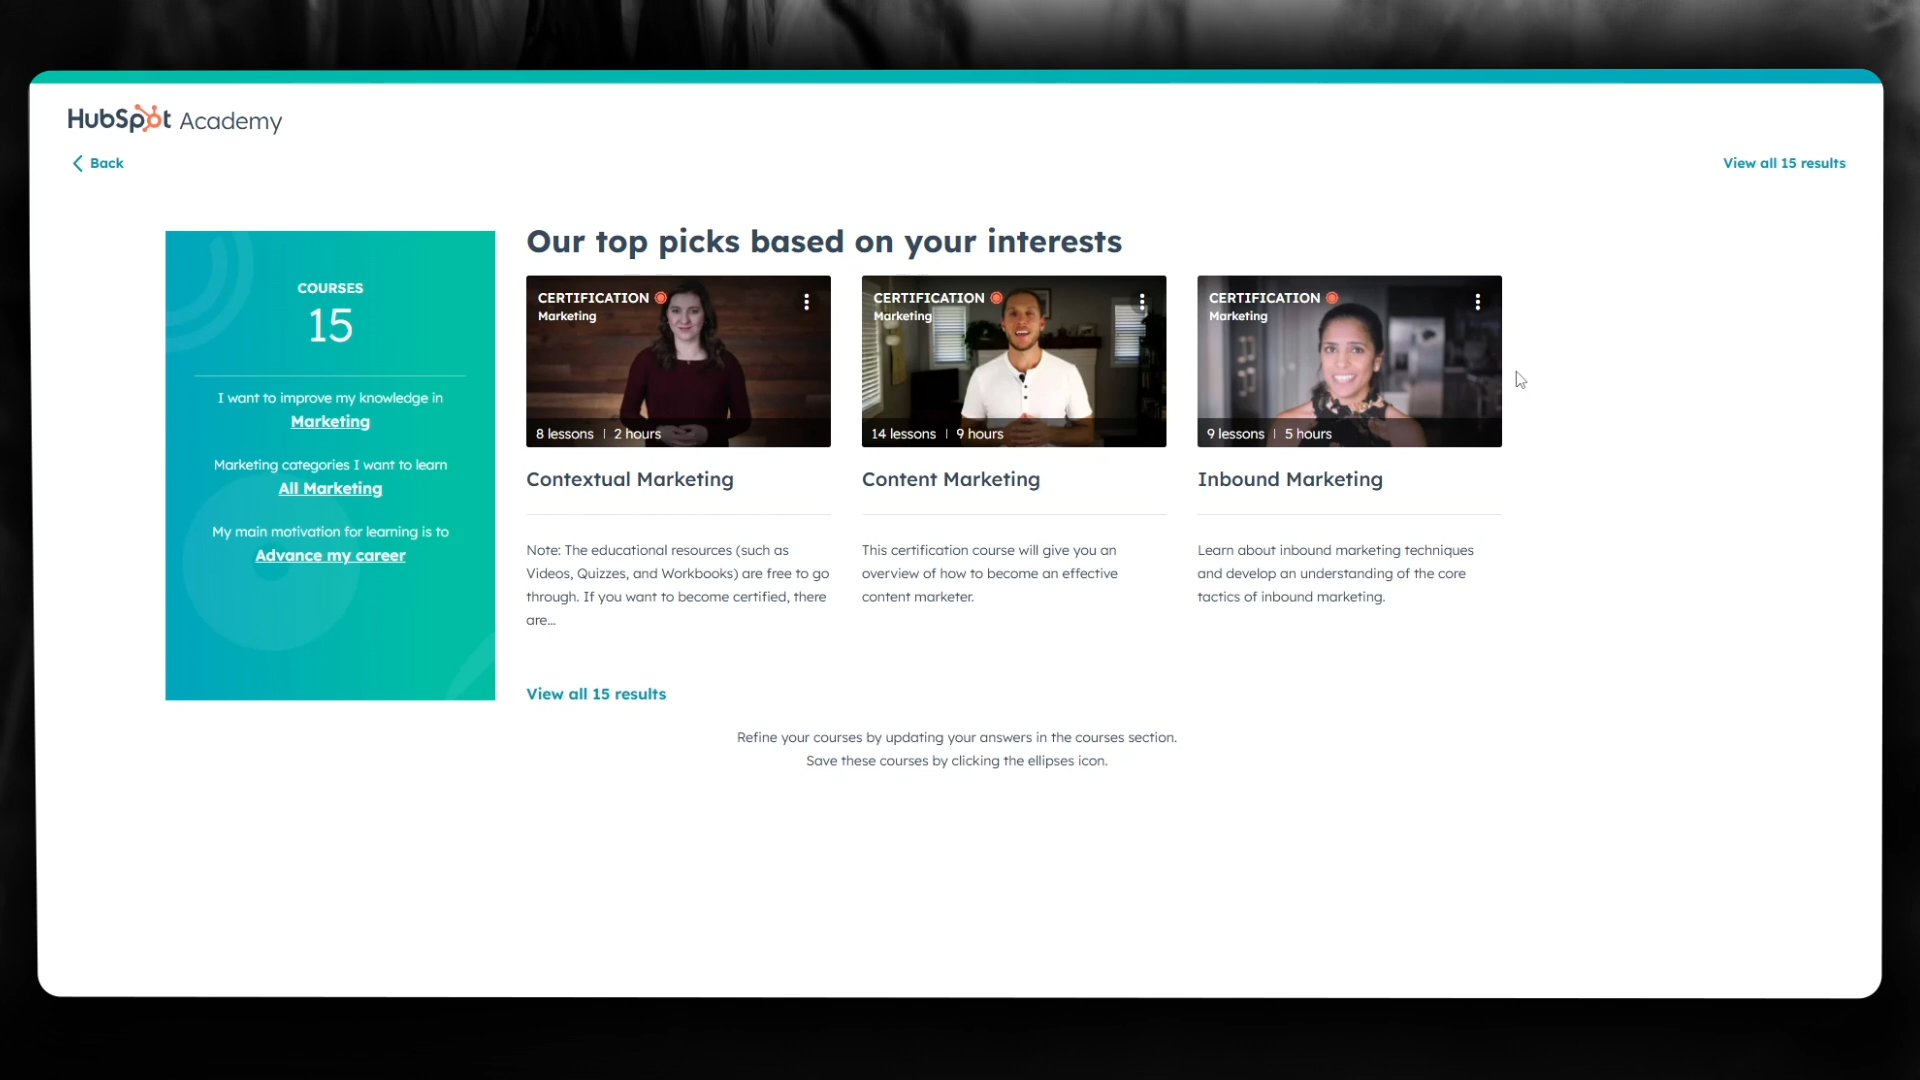 HubSpot Academy
Back
View all 15 results
COURSES
15
I want to improve my knowledge in
Marketing
Marketing categories I want to learn
All Marketing
My main motivation for learning is to
Advance my career
Our top picks based on your interests
CERTIFICATION
Marketing
8 lessons | 2 hours
Contextual Marketing
Note: The educational resources (such as
Videos, Quizzes, and Workbooks) are free to go
through. If you want to become certified, there
are...
CERTIFICATION
Marketing
14 lessons | 9 hours
Content Marketing
This certification course will give you an
overview of how to become an effective
content marketer.
CERTIFICATION
Marketing
9 lessons | 5 hours
Inbound Marketing
Learn about inbound marketing techniques
and develop an understanding of the core
tactics of inbound marketing.
View all 15 results
Refine your courses by updating your answers in the courses section.
Save these courses by clicking the ellipses icon.